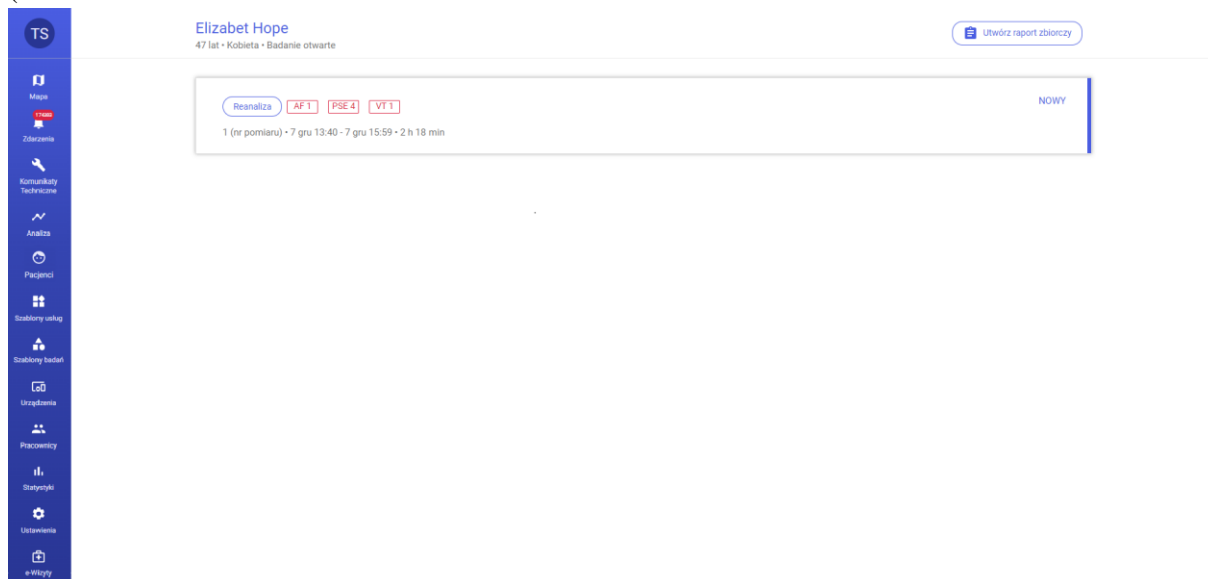 TS
Elizabet Hope
47 lat • Kobieta • Badanie otwarte
Utwórz raport zbiorczy
Mapa
Zdarzenia
Komunikaty
Techniczne
Analiza
Pacjenci
Szablony usług
Szablony badań
Urządzenia
Pracownicy
Statystyki
Ustawienia
e-Wizyty
Reanaliza AF 1 PSE 4 VT 1
NOWY
1 (nr pomiaru) • 7 gru 13:40 - 7 gru 15:59 • 2 h 18 min